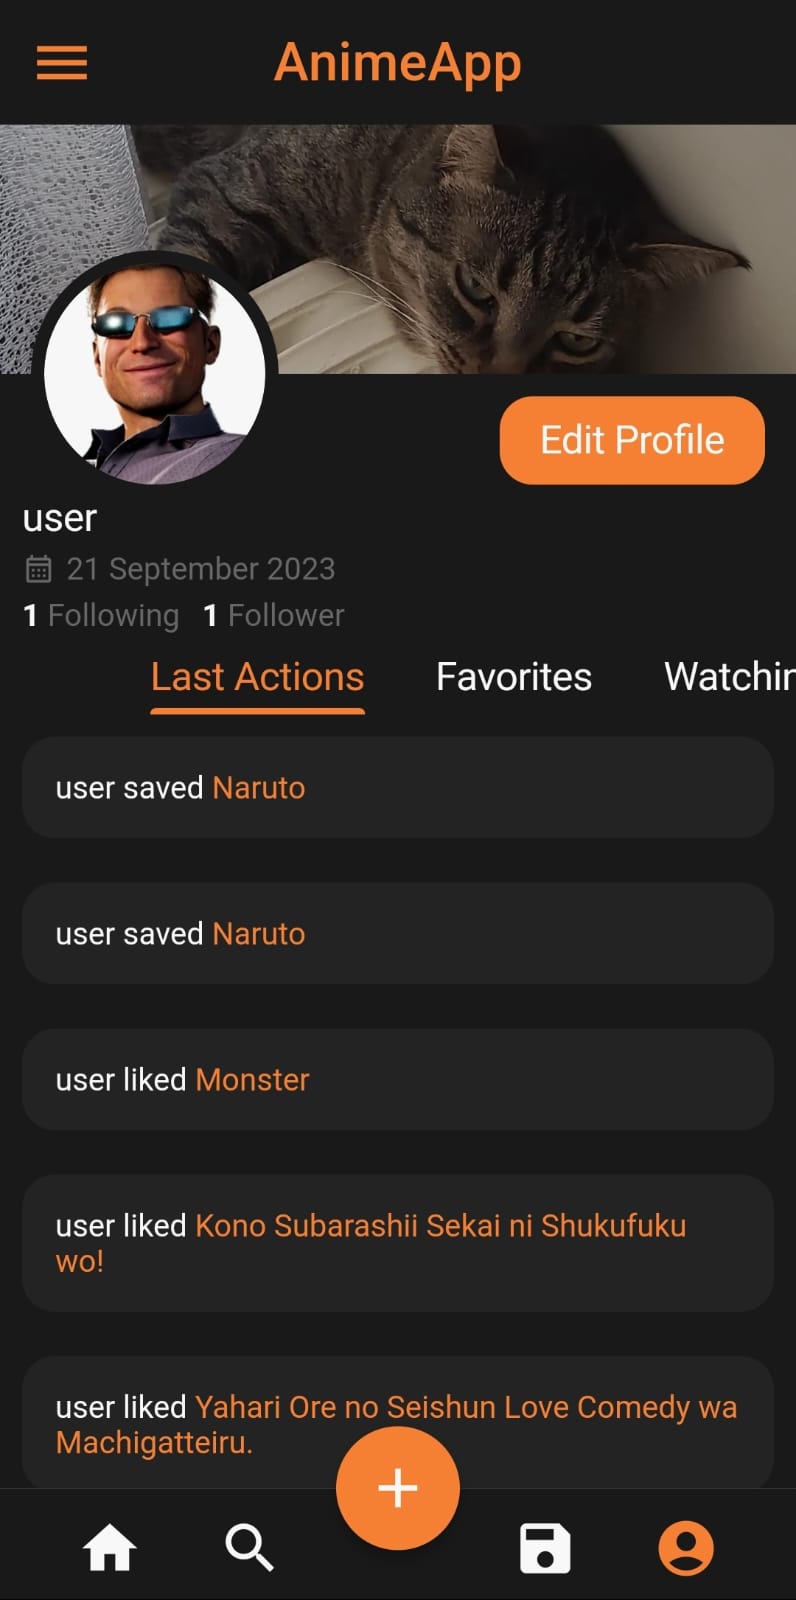 AnimeApp
Edit Profile
user
21 September 2023
1 Following 1 Follower
Last Actions Favorites Watchin
user saved Naruto
user saved Naruto
user liked Monster
user liked Kono Subarashii Sekai ni Shukufuku
wo!
user liked Yahari Ore no Seishun Love Comedy wa
Machigatteiru.